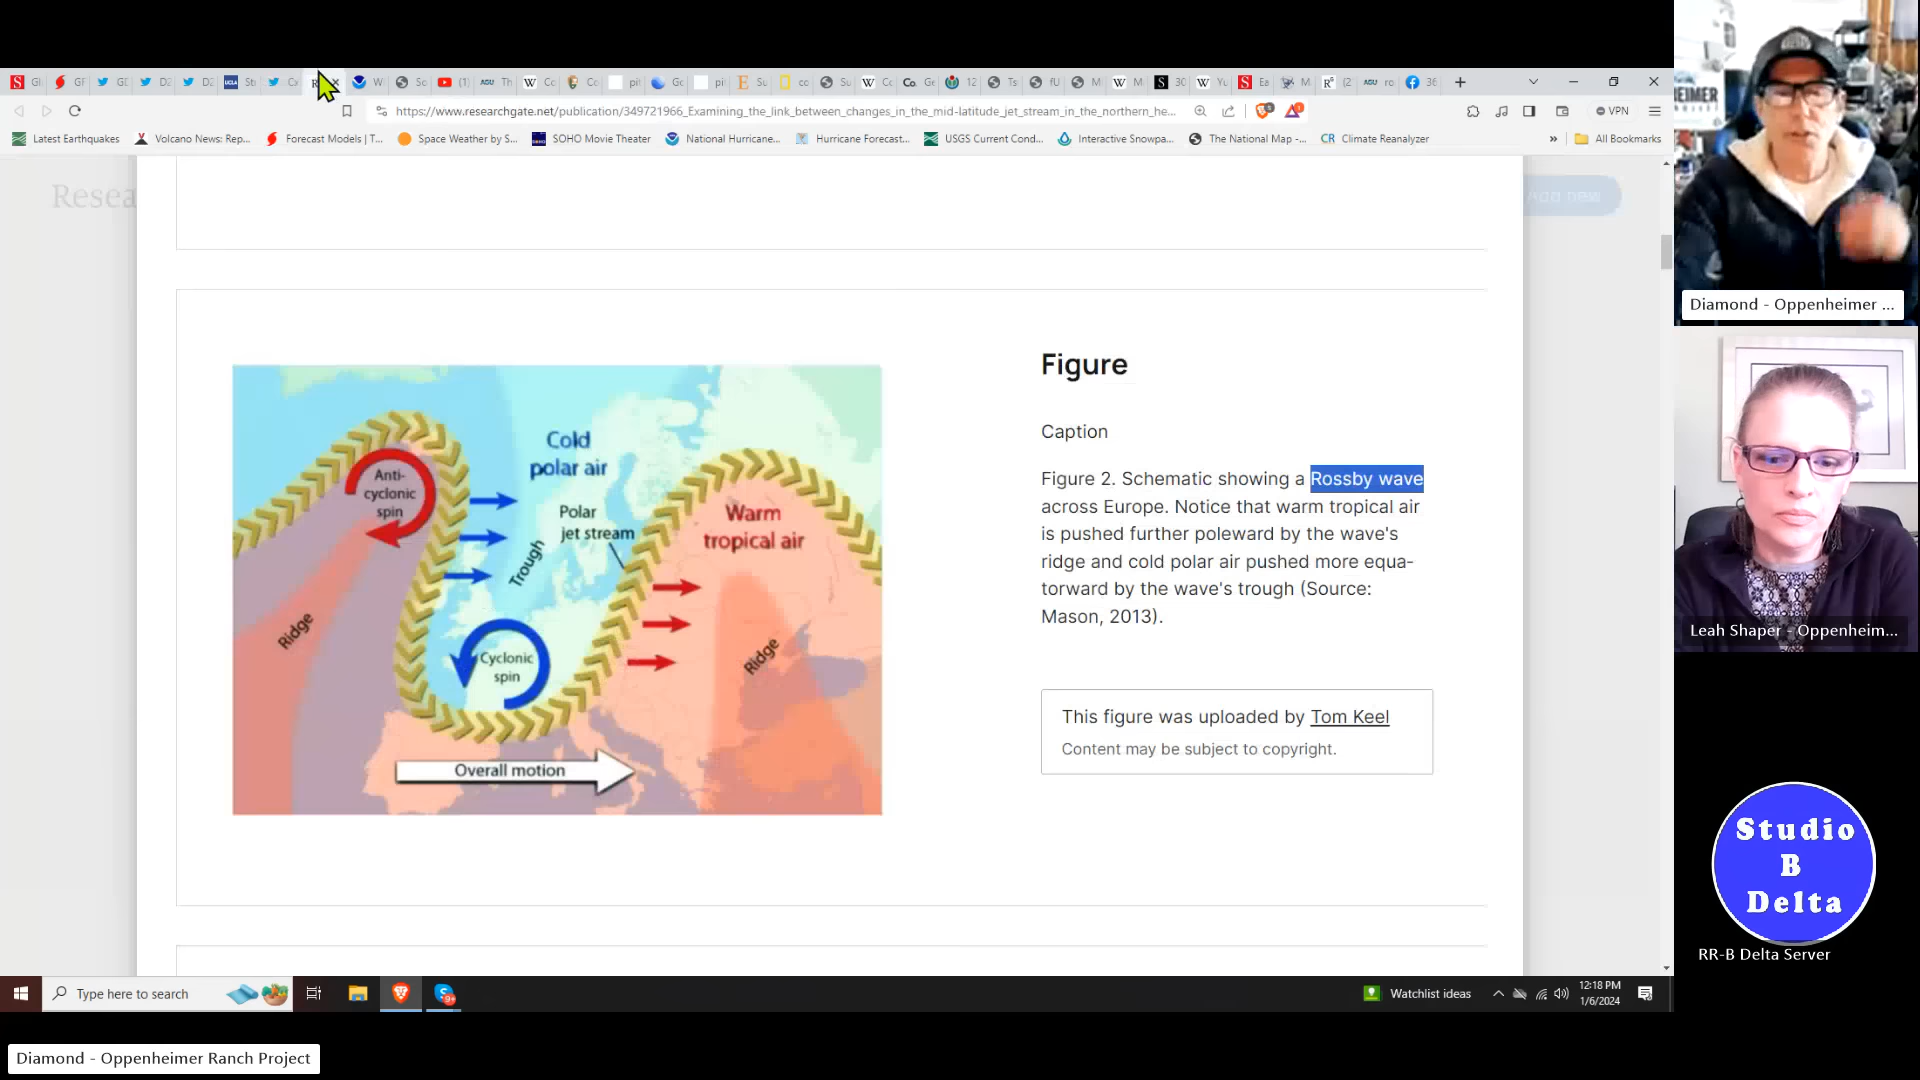 https://www.researchgate.net/publication/349721966_Examining_the_link_between_changes_in_the_mid-latitude_jet_stream_in_the_northern_he...
VPN
Latest Earthquakes
Volcano News: Rep...
Forecast Models | T...
Space Weather by S...
SOHO Movie Theater
National Hurricane...
Hurricane Forecast...
USGS Current Cond...
Interactive Snowpa...
The National Map -...
CR Climate Reanalyzer
»
All Bookmarks
Resea
Add new
Anti-
cyclonic
spin
Cold
polar air
Polar
jet stream
Trough
Warm
tropical air
Ridge
Cyclonic
spin
Ridge
Overall motion
Figure
Caption
Figure 2. Schematic showing a Rossby wave
across Europe. Notice that warm tropical air
is pushed further poleward by the wave's
ridge and cold polar air pushed more equa-
torward by the wave's trough (Source:
Mason, 2013).
This figure was uploaded by Tom Keel
Content may be subject to copyright.
Diamond - Oppenheimer ...
Leah Shaper - Oppenheim...
Studio
B
Delta
RR-B Delta Server
Type here to search
Watchlist ideas
12:18 PM
1/6/2024
Diamond - Oppenheimer Ranch Project